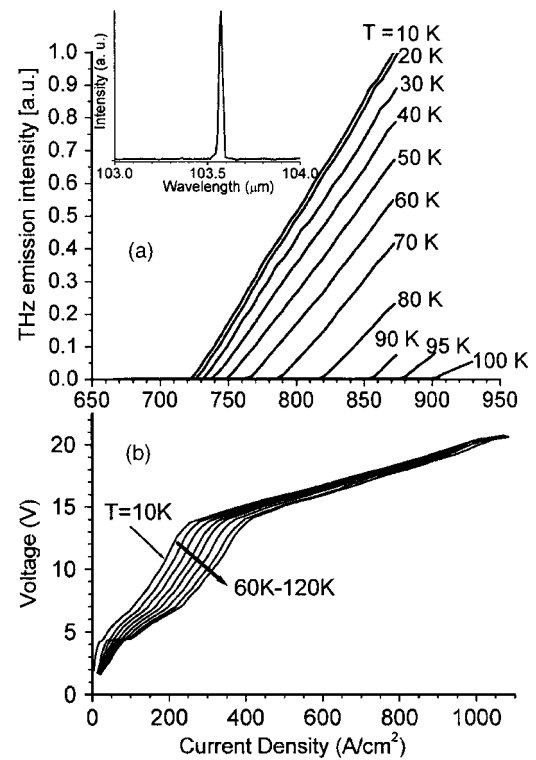 T = 10 K
20 K
30 K
40 K
50 K
60 K
70 K
80 K
90 K
95 K
100 K
THz emission intensity [a.u.]
1.0
0.9
0.8
0.7
0.6
0.5
0.4
0.3
0.2
0.1
0.0
Intensity (a. u.)
103.0
103.5
104.0
Wavelength (μm)
(a)
650
700
750
800
850
900
950
(b)
T=10K
60K-120K
Voltage (V)
20
15
10
5
0
0
200
400
600
800
1000
Current Density (A/cm²)